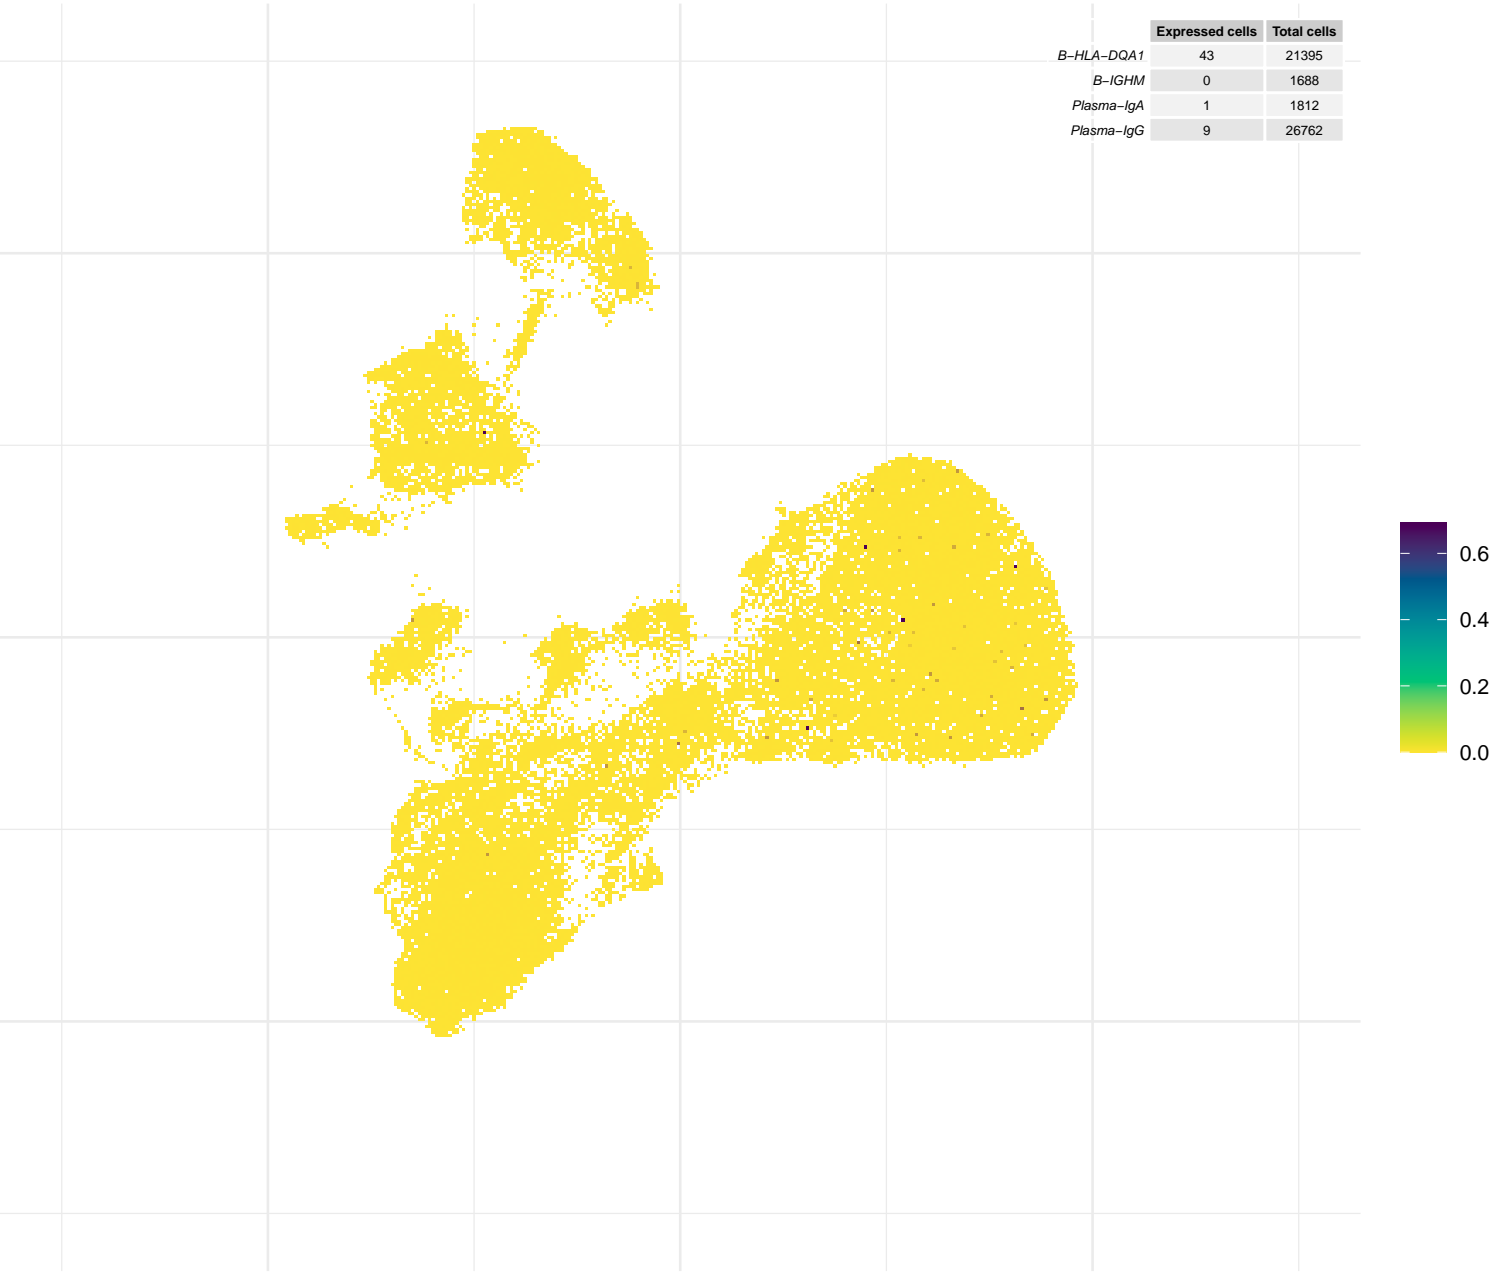 Expressed cells Total cells
B−HLA−DQA1 43 21395
B−IGHM 0 1688
Plasma−IgA 1 1812
Plasma−IgG 9 26762
0.6
0.4
0.2
0.0